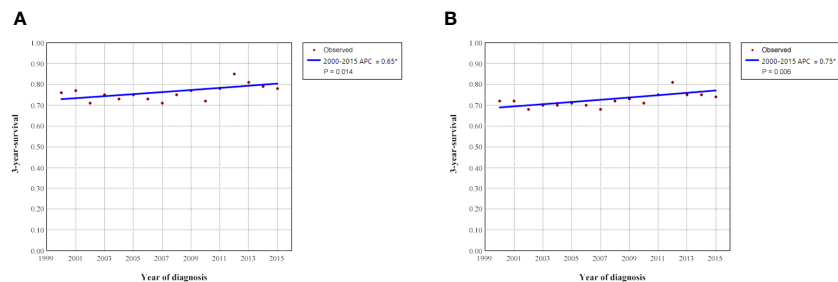 A
1.00
0.90
0.80
0.70
0.60
0.50
0.40
0.30
0.20
0.10
0.00
3-year-survival
1999 2001 2003 2005 2007 2009 2011 2013 2015
Year of diagnosis
Observed
2000-2015 APC = 0.65*
P = 0.014
B
1.00
0.90
0.80
0.70
0.60
0.50
0.40
0.30
0.20
0.10
0.00
3-year-survival
1999 2001 2003 2005 2007 2009 2011 2013 2015
Year of diagnosis
Observed
2000-2015 APC = 0.75*
P = 0.006